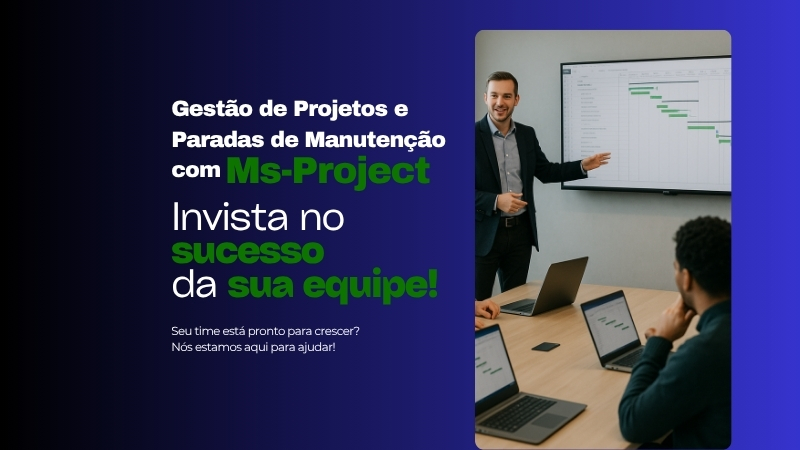 Gestão de Projetos e
Paradas de Manutenção
com Ms-Project
Invista no
sucesso
da sua equipe!
Seu time está pronto para crescer?
Nós estamos aqui para ajudar!